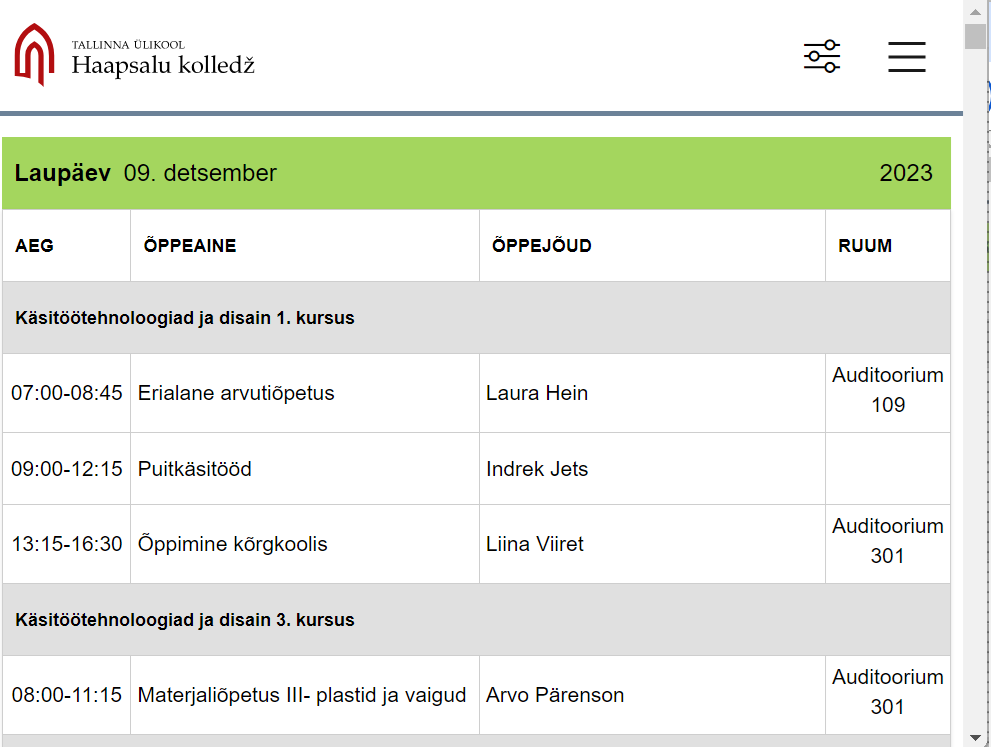 TALLINNA ÜLIKOOL
Haapsalu kolledž
Laupäev 09. detsember 2023
AEG ÕPPEAINE ÕPPEJÕUD RUUM
Käsitöötehnoloogiad ja disain 1. kursus
07:00-08:45 Erialane arvutiõpetus Laura Hein Auditoorium
109
09:00-12:15 Puitkäsitööd Indrek Jets
13:15-16:30 Õppimine kõrgkoolis Liina Viiret Auditoorium
301
Käsitöötehnoloogiad ja disain 3. kursus
08:00-11:15 Materjaliõpetus III- plastid ja vaigud Arvo Pärenson Auditoorium
301